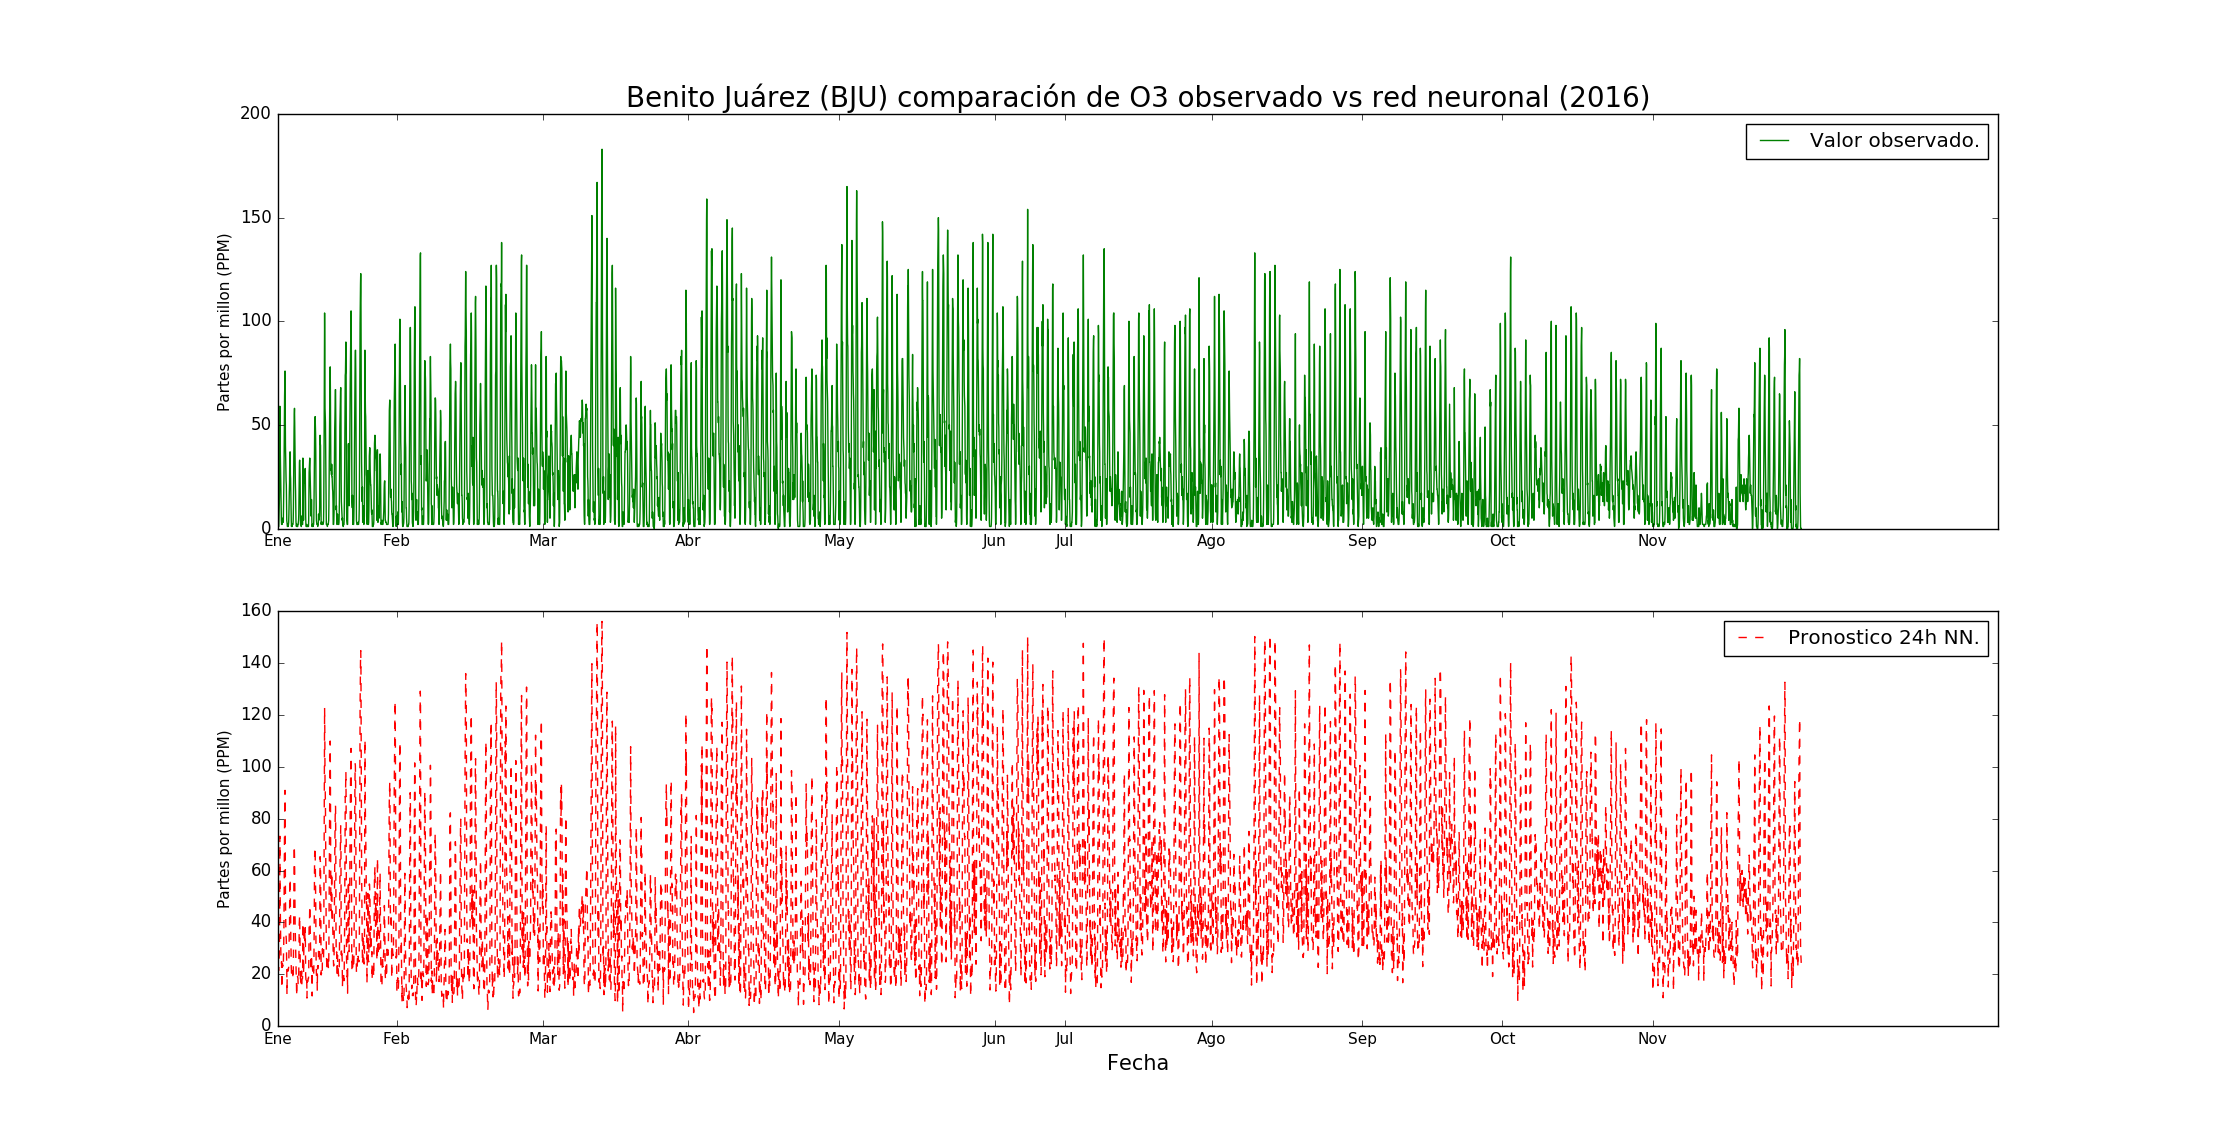 Benito Juárez (BJU) comparación de O3 observado vs red neuronal (2016)
200
150
100
50
0
Partes por millon (PPM)
Valor observado.
Ene Feb Mar Abr May Jun Jul Ago Sep Oct Nov
160
140
120
100
80
60
40
20
0
Partes por millon (PPM)
Pronostico 24h NN.
Ene Feb Mar Abr May Jun Jul Ago Sep Oct Nov
Fecha